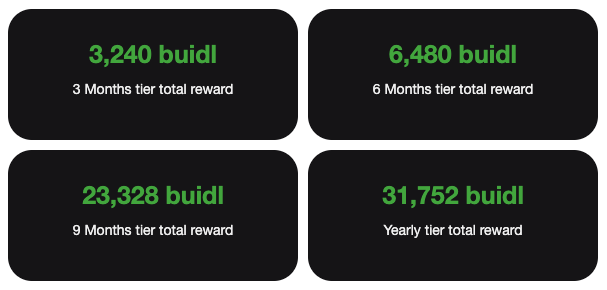 3,240 buidl
3 Months tier total reward
6,480 buidl
6 Months tier total reward
23,328 buidl
9 Months tier total reward
31,752 buidl
Yearly tier total reward